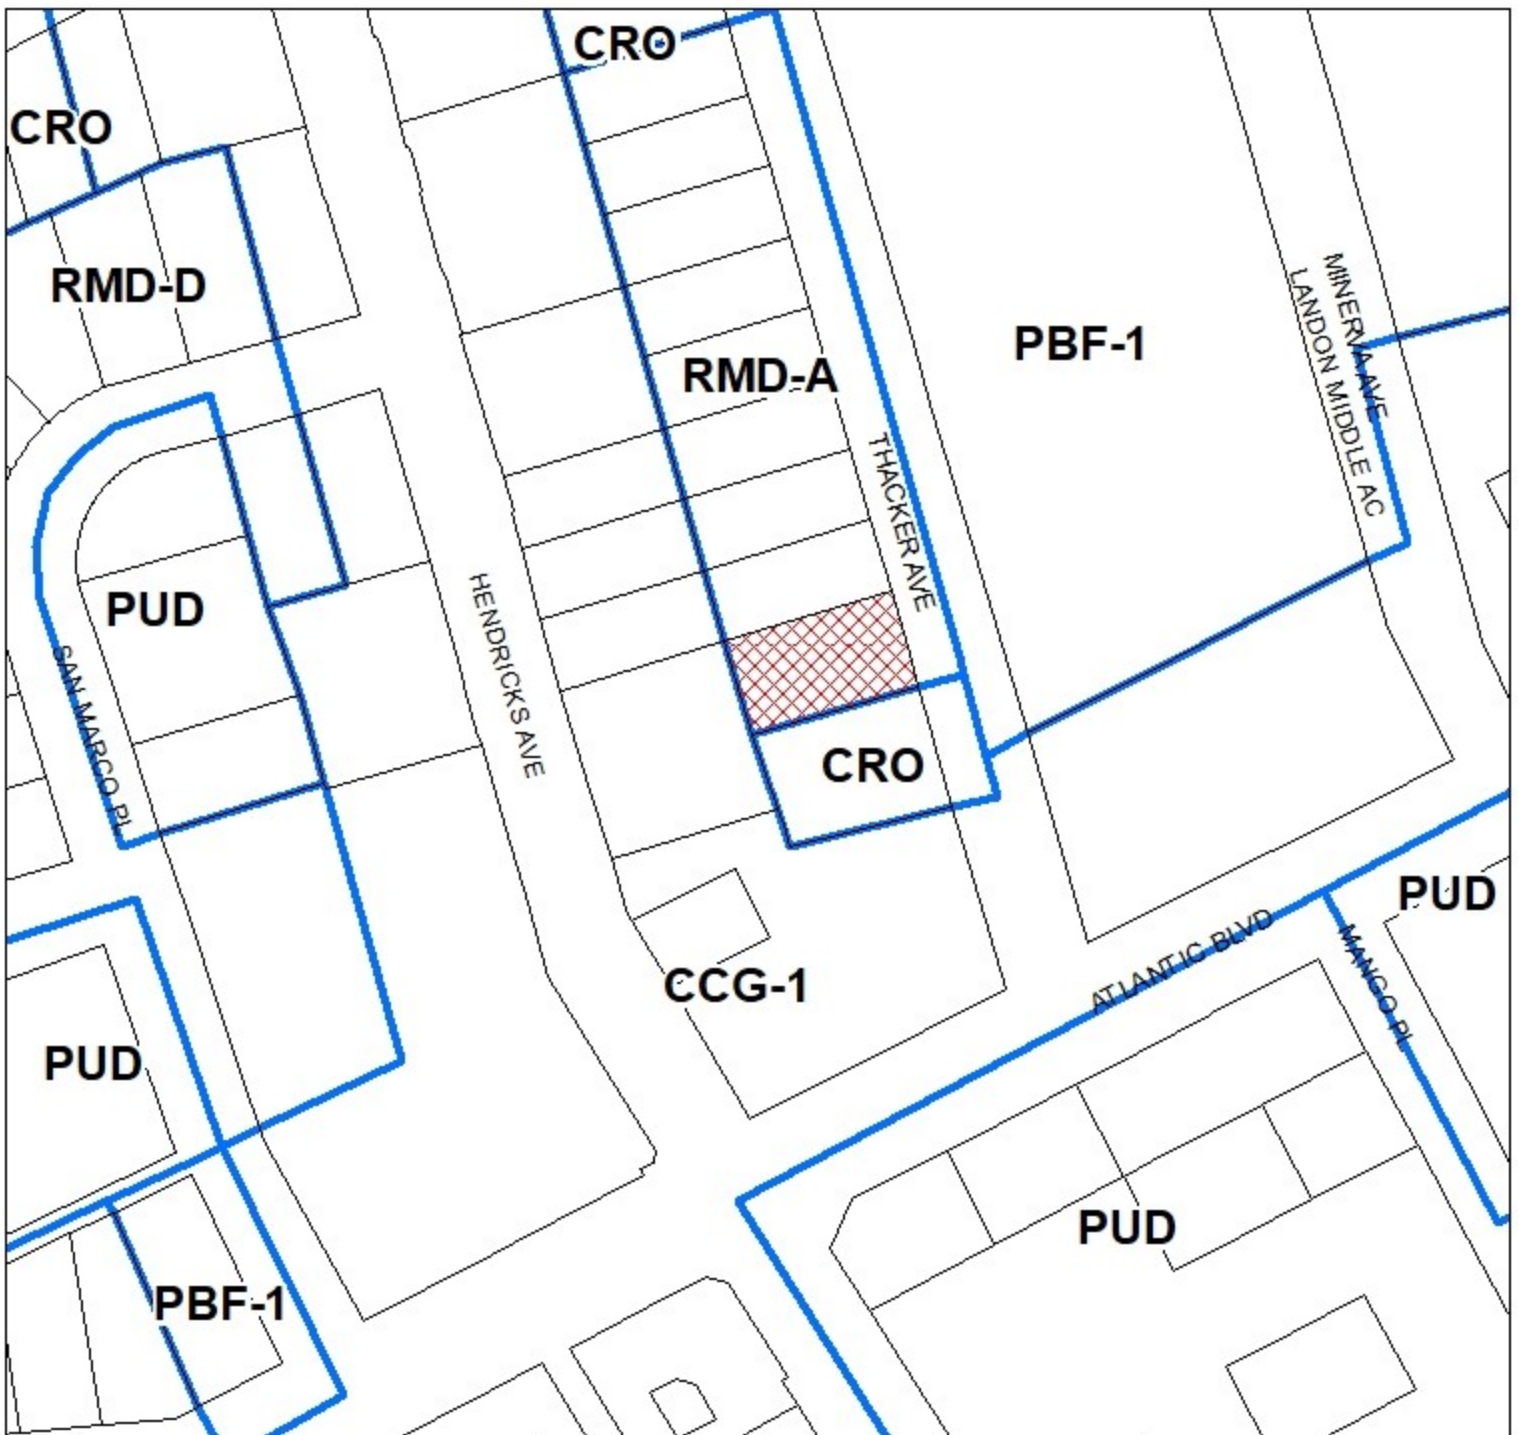 CRO
CRO
RMD-D
MINERVA AVE
LANDON MIDDLE AC
PBF-1
RMD-A
THACKER AVE
PUD
HENDRICKS AVE
SAN MARCO PL
CRO
PUD
ATLANTIC BLVD
MANGO PL
CCG-1
PUD
PUD
PBF-1